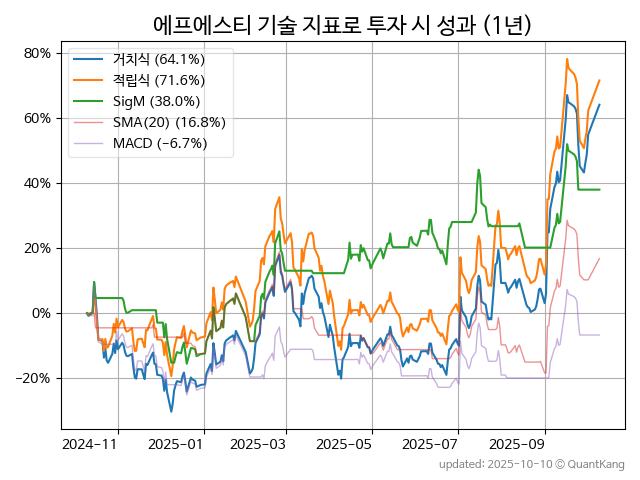 에프에스티 기술 지표로 투자 시 성과 (1년)
거치식 (64.1%)
적립식 (71.6%)
SigM (38.0%)
SMA(20) (16.8%)
MACD (−6.7%)
80%
60%
40%
20%
0%
−20%
2024-11
2025-01
2025-03
2025-05
2025-07
2025-09
updated: 2025-10-10 © QuantKang